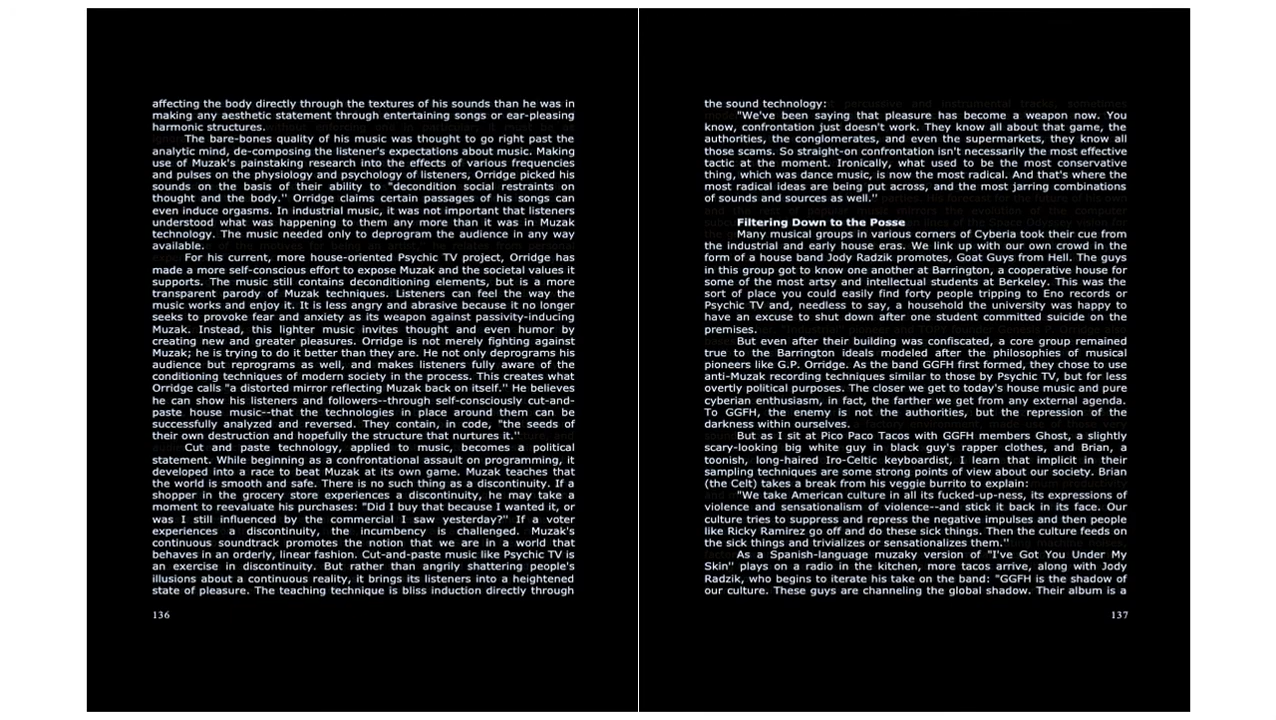 affecting the body directly through the textures of his sounds than he was in
making any aesthetic statement through entertaining songs or ear-pleasing
harmonic structures.
The bare-bones quality of his music was thought to go right past the
analytic mind, de-composing the listener's expectations about music. Making
use of Muzak's painstaking research into the effects of various frequencies
and pulses on the physiology and psychology of listeners, Orridge picked his
sounds on the basis of their ability to "decondition social restraints on
thought and the body." Orridge claims certain passages of his songs can
even induce orgasms. In industrial music, it was not important that listeners
understood what was happening to them any more than it was in Muzak
technology. The music needed only to deprogram the audience in any way
available.
For his current, more house-oriented Psychic TV project, Orridge has
made a more self-conscious effort to expose Muzak and the societal values it
supports. The music still contains deconditioning elements, but is a more
transparent parody of Muzak techniques. Listeners can feel the way the
music works and enjoy it. It is less angry and abrasive because it no longer
seeks to provoke fear and anxiety as its weapon against passivity-inducing
Muzak. Instead, this lighter music invites thought and even humor by
creating new and greater pleasures. Orridge is not merely fighting against
Muzak; he is trying to do it better than they are. He not only deprograms his
audience but reprograms as well, and makes listeners fully aware of the
conditioning techniques of modern society in the process. This creates what
Orridge calls "a distorted mirror reflecting Muzak back on itself." He believes
he can show his listeners and followers--through self-consciously cut-and-
paste house music--that the technologies in place around them can be
successfully analyzed and reversed. They contain, in code, "the seeds of
their own destruction and hopefully the structure that nurtures it."
Cut and paste technology, applied to music, becomes a political
statement. While beginning as a confrontational assault on programming, it
developed into a race to beat Muzak at its own game. Muzak teaches that
the world is smooth and safe. There is no such thing as a discontinuity. If a
shopper in the grocery store experiences a discontinuity, he may take a
moment to reevaluate his purchases: "Did I buy that because I wanted it, or
was I still influenced by the commercial I saw yesterday?" If a voter
experiences a discontinuity, the incumbency is challenged. Muzak's
continuous soundtrack promotes the notion that we are in a world that
behaves in an orderly, linear fashion. Cut-and-paste music like Psychic TV is
an exercise in discontinuity. But rather than angrily shattering people's
illusions about a continuous reality, it brings its listeners into a heightened
state of pleasure. The teaching technique is bliss induction directly through
136
the sound technology:
"We've been saying that pleasure has become a weapon now. You
know, confrontation just doesn't work. They know all about that game, the
authorities, the conglomerates, and even the supermarkets, they know all
those scams. So straight-on confrontation isn't necessarily the most effective
tactic at the moment. Ironically, what used to be the most conservative
thing, which was dance music, is now the most radical. And that's where the
most radical ideas are being put across, and the most jarring combinations
of sounds and sources as well."
Filtering Down to the Posse
Many musical groups in various corners of Cyberia took their cue from
the industrial and early house eras. We link up with our own crowd in the
form of a house band Jody Radzik promotes, Goat Guys from Hell. The guys
in this group got to know one another at Barrington, a cooperative house for
some of the most artsy and intellectual students at Berkeley. This was the
sort of place you could easily find forty people tripping to Eno records or
Psychic TV and, needless to say, a household the university was happy to
have an excuse to shut down after one student committed suicide on the
premises.
But even after their building was confiscated, a core group remained
true to the Barrington ideals modeled after the philosophies of musical
pioneers like G.P. Orridge. As the band GGFH first formed, they chose to use
anti-Muzak recording techniques similar to those by Psychic TV, but for less
overtly political purposes. The closer we get to today's house music and pure
cyberian enthusiasm, in fact, the farther we get from any external agenda.
To GGFH, the enemy is not the authorities, but the repression of the
darkness within ourselves.
But as I sit at Pico Paco Tacos with GGFH members Ghost, a slightly
scary-looking big white guy in black guy's rapper clothes, and Brian, a
toonish, long-haired Iro-Celtic keyboardist, I learn that implicit in their
sampling techniques are some strong points of view about our society. Brian
(the Celt) takes a break from his veggie burrito to explain:
"We take American culture in all its fucked-up-ness, its expressions of
violence and sensationalism of violence--and stick it back in its face. Our
culture tries to suppress and repress the negative impulses and then people
like Ricky Ramirez go off and do these sick things. Then the culture feeds on
the sick things and trivializes or sensationalizes them."
As a Spanish-language muzaky version of "I've Got You Under My
Skin" plays on a radio in the kitchen, more tacos arrive, along with Jody
Radzik, who begins to iterate his take on the band: "GGFH is the shadow of
our culture. These guys are channeling the global shadow. Their album is a
137